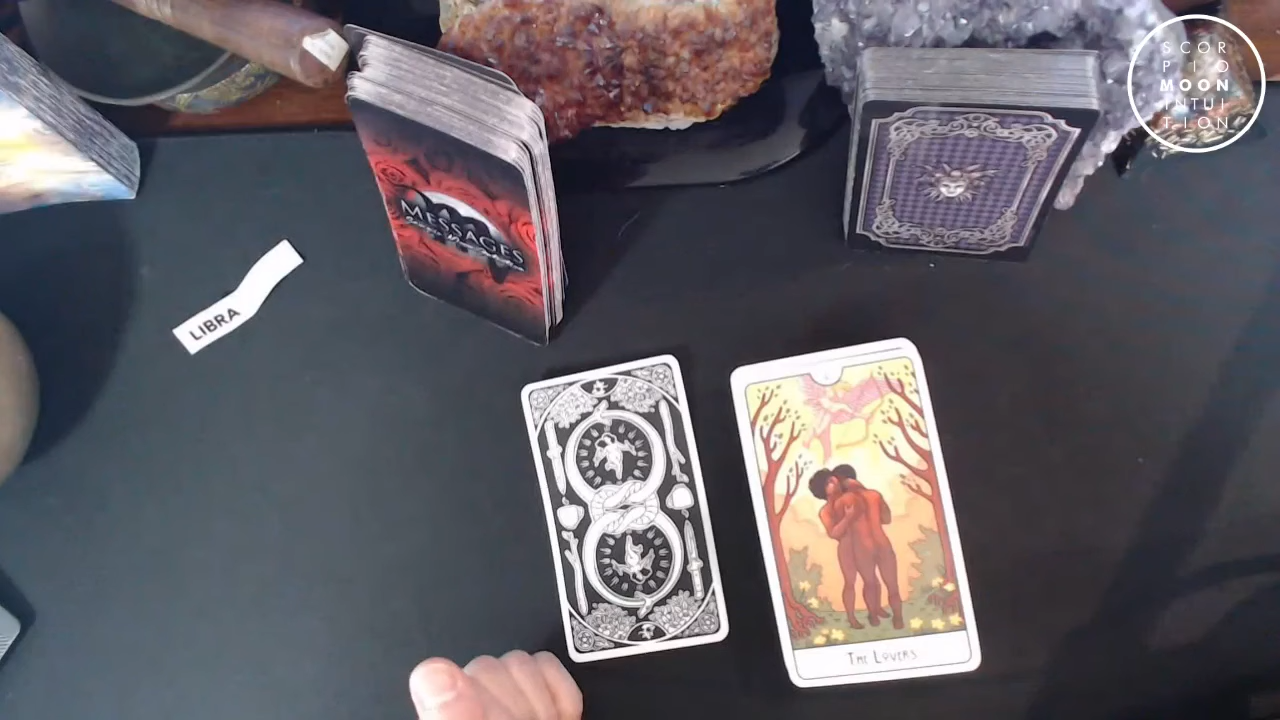 SCOR
PIO
MOON
INTUI
TION
MESSAGES
LIBRA
THE LOVERS